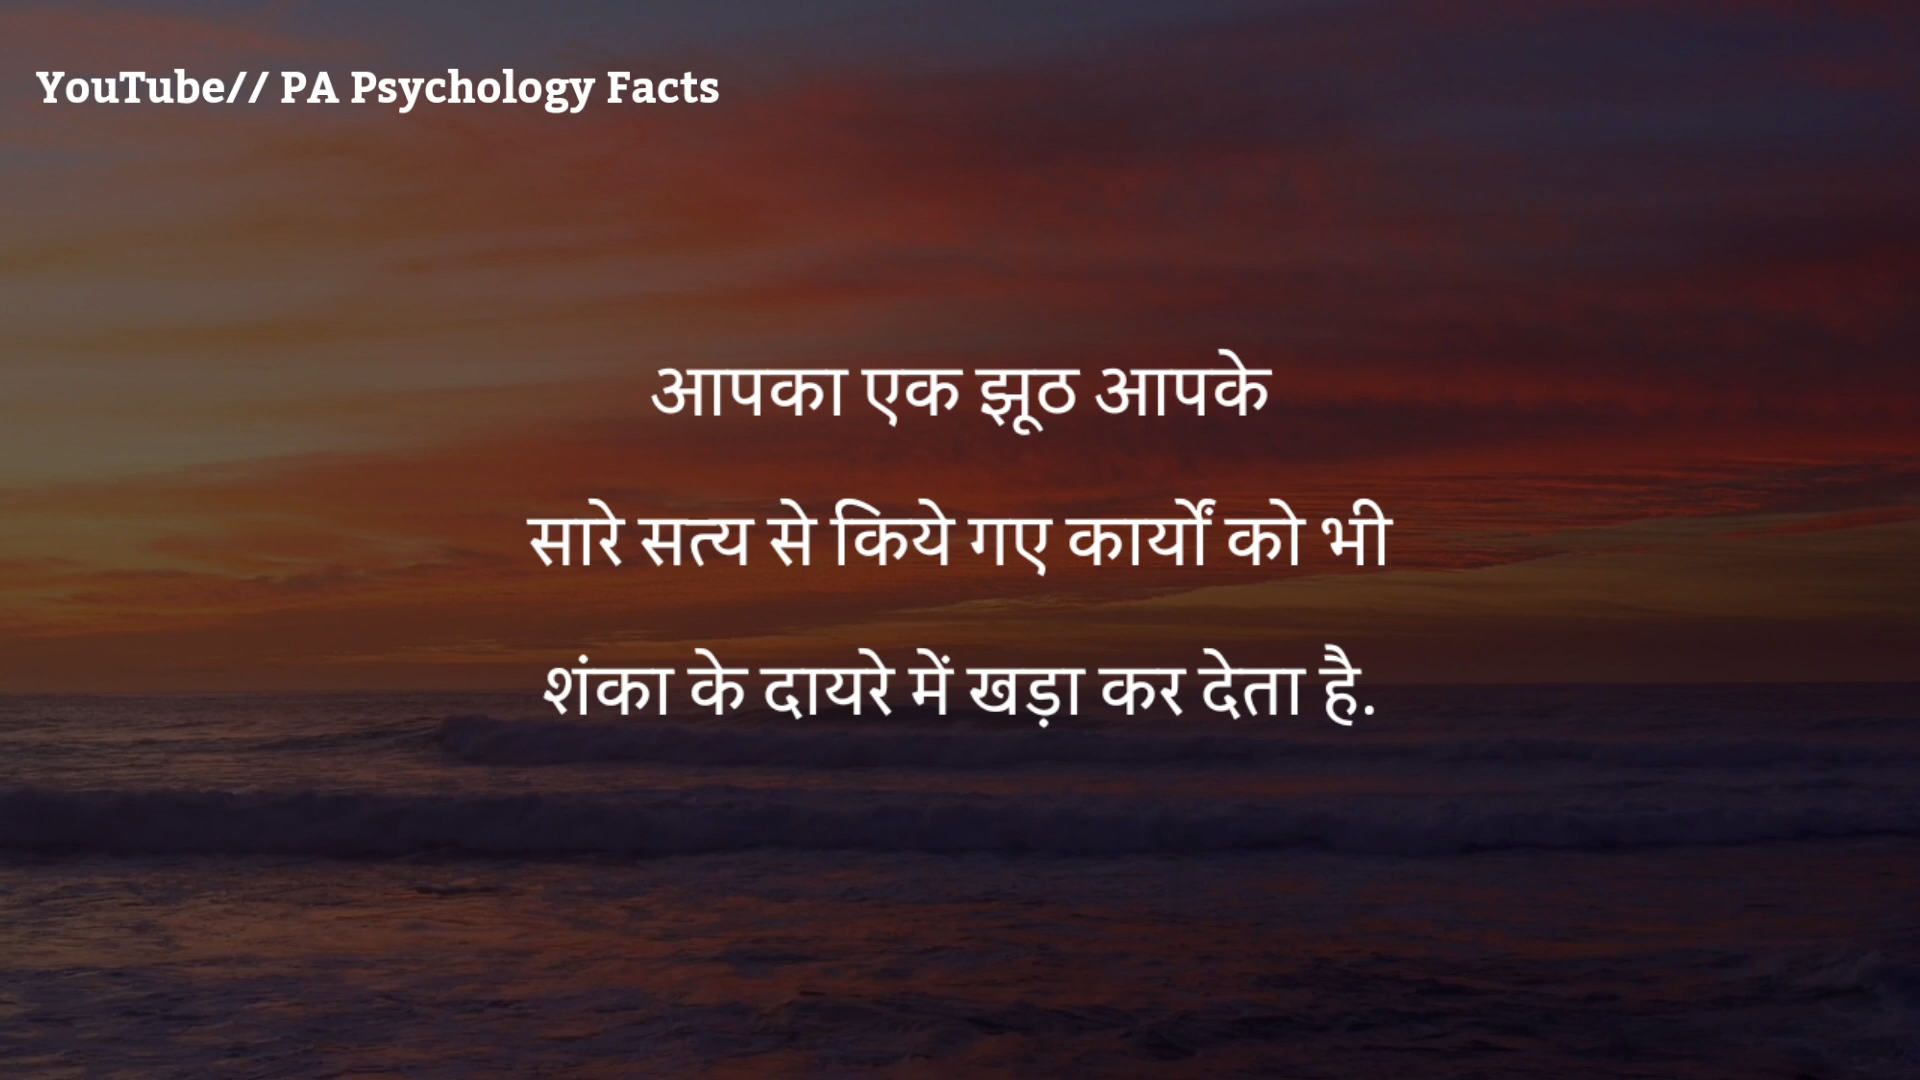 YouTube// PA Psychology Facts
आपका एक झूठ आपके
सारे सत्य से किये गए कार्यों को भी
शंका के दायरे में खड़ा कर देता है.